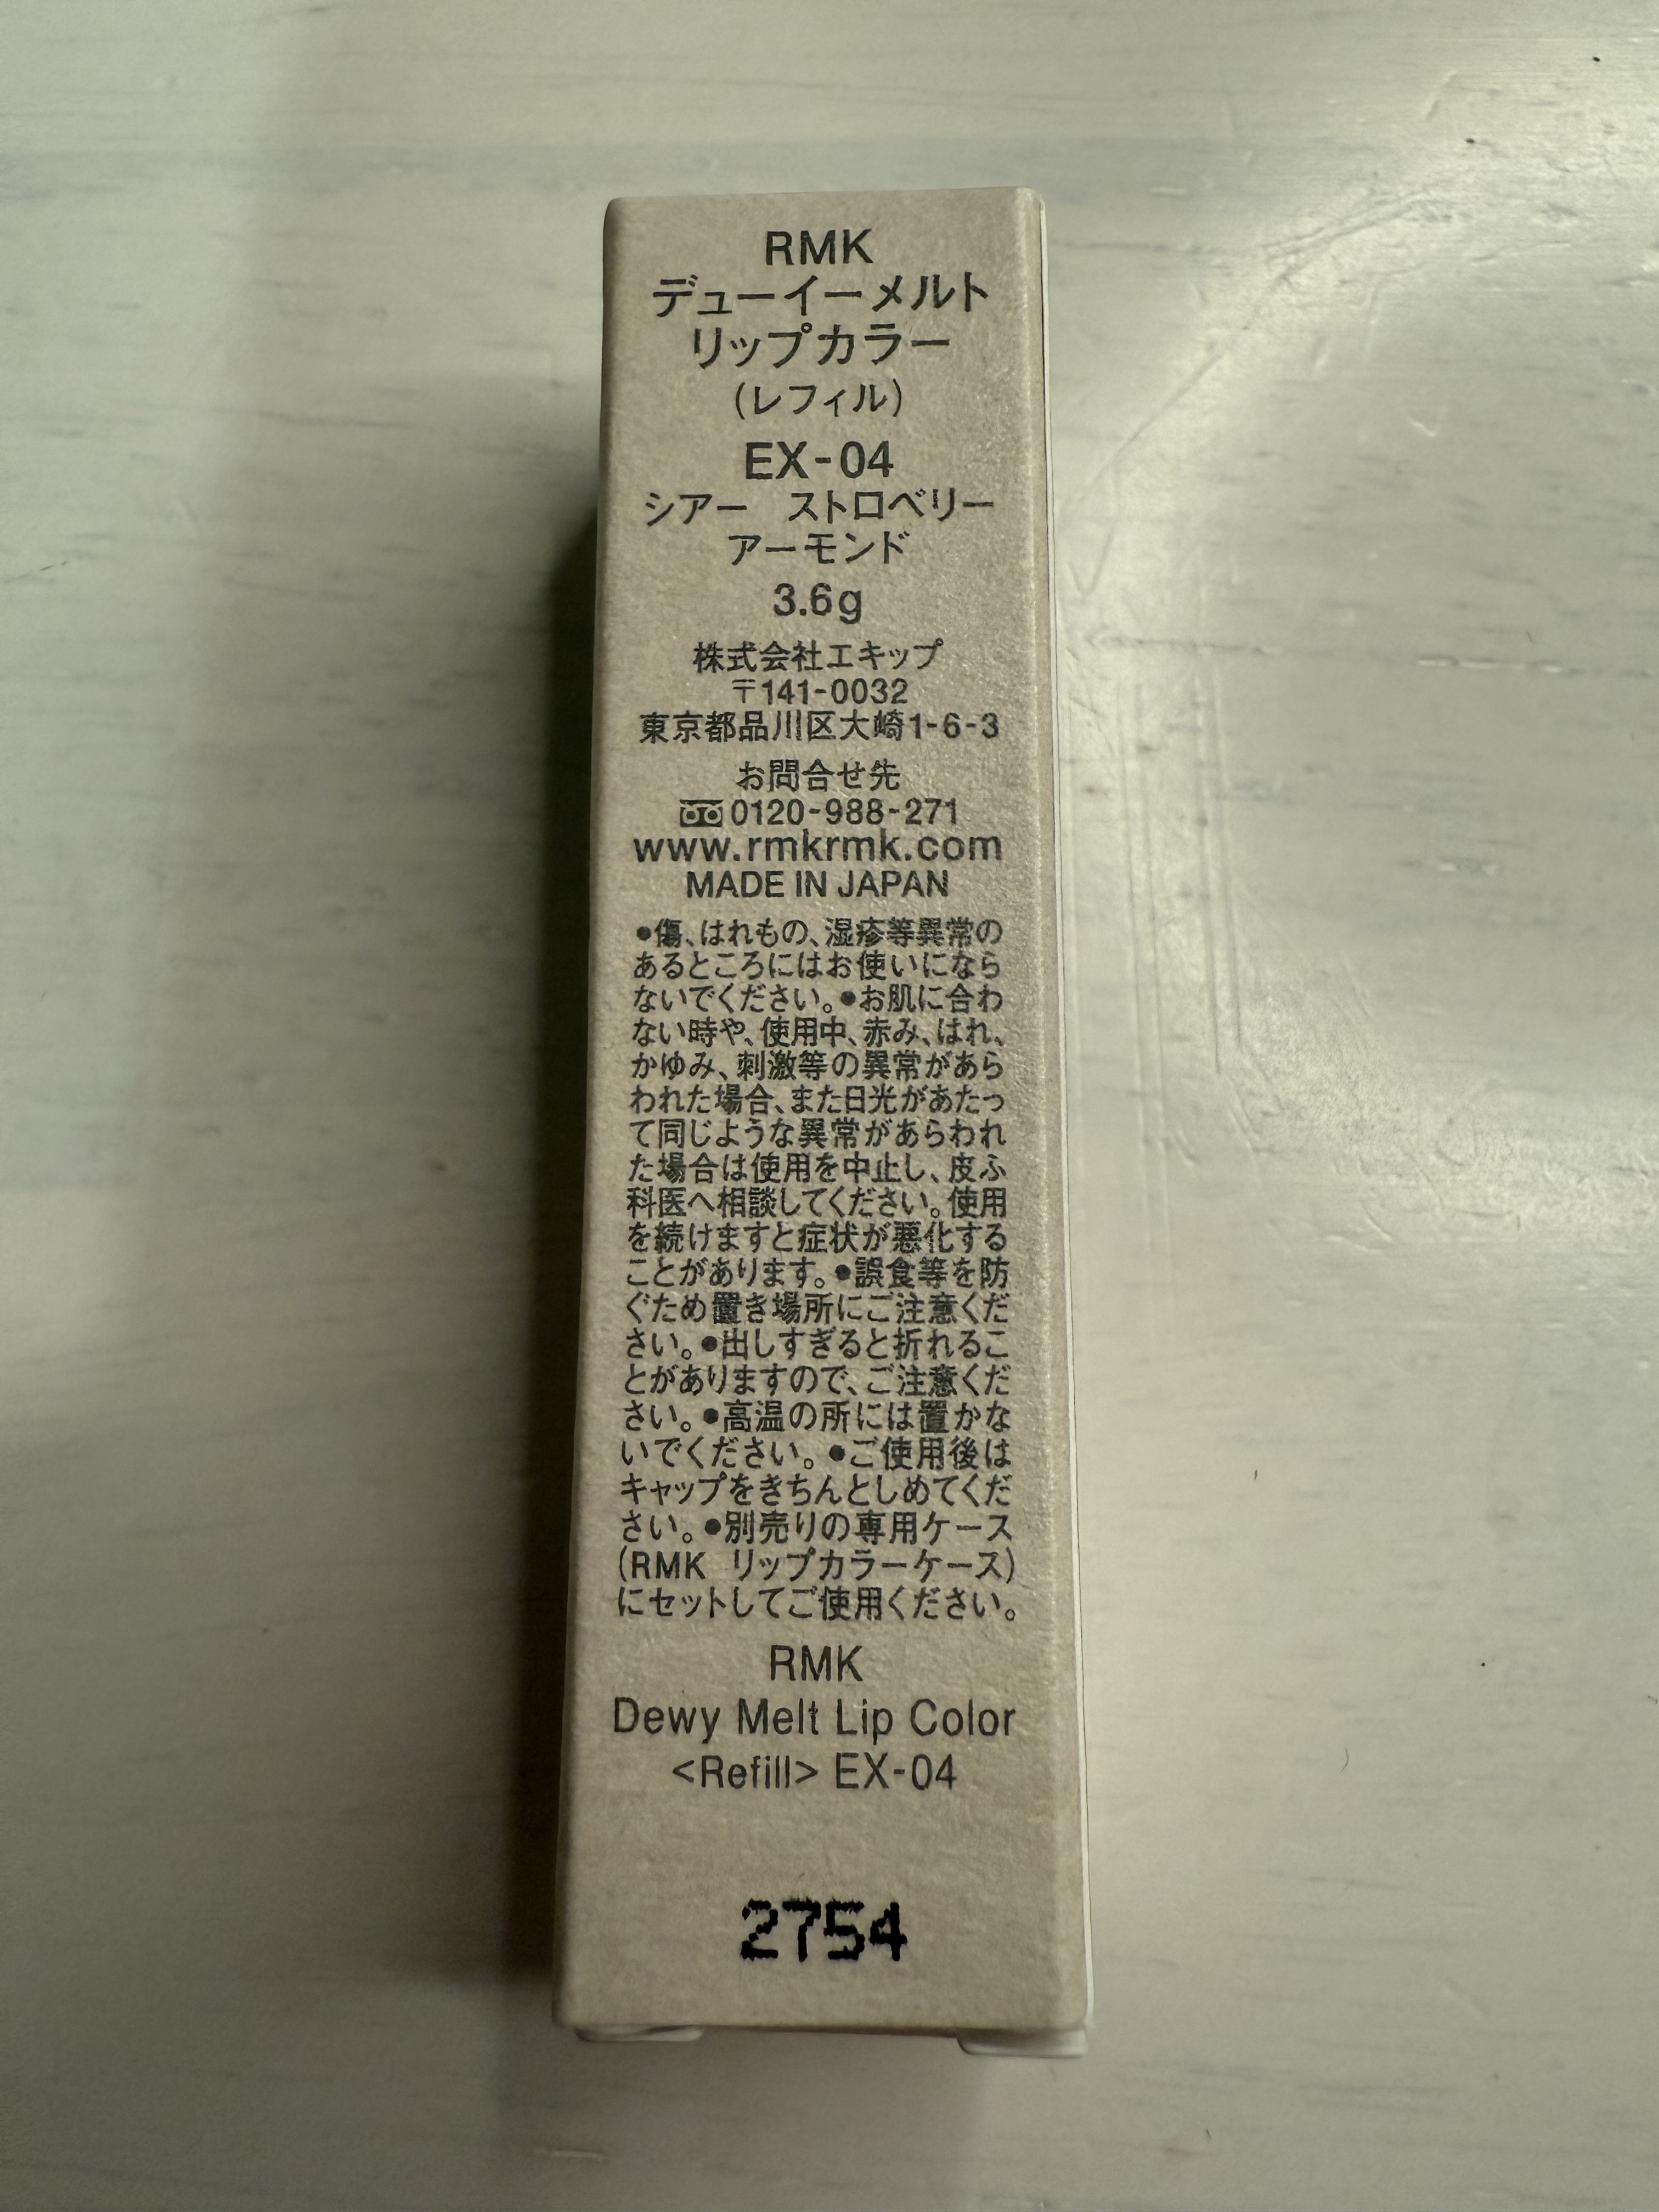 RMK
デューイーメルト
リップカラー
(レフィル)
EX-04
シアー　ストロベリー
アーモンド
3.6g
株式会社エキップ
〒141-0032
東京都品川区大崎1-6-3
お問合せ先
0120-988-271
www.rmkrmk.com
MADE IN JAPAN
●傷、はれもの、湿疹等異常の
あるところにはお使いになら
ないでください。●お肌に合わ
ない時や、使用中、赤み、はれ、
かゆみ、刺激等の異常があら
われた場合、また日光があたっ
て同じような異常があらわれ
た場合は使用を中止し、皮ふ
科医へ相談してください。使用
を続けますと症状が悪化する
ことがあります。●誤食等を防
ぐため置き場所にご注意くだ
さい。●出しすぎると折れるこ
とがありますので、ご注意くだ
さい。●高温の所には置かな
いでください。●ご使用後は
キャップをきちんとしめてくだ
さい。●別売りの専用ケース
(RMK　リップカラーケース)
にセットしてご使用ください。
RMK
Dewy Melt Lip Color
<Refill> EX-04
2754